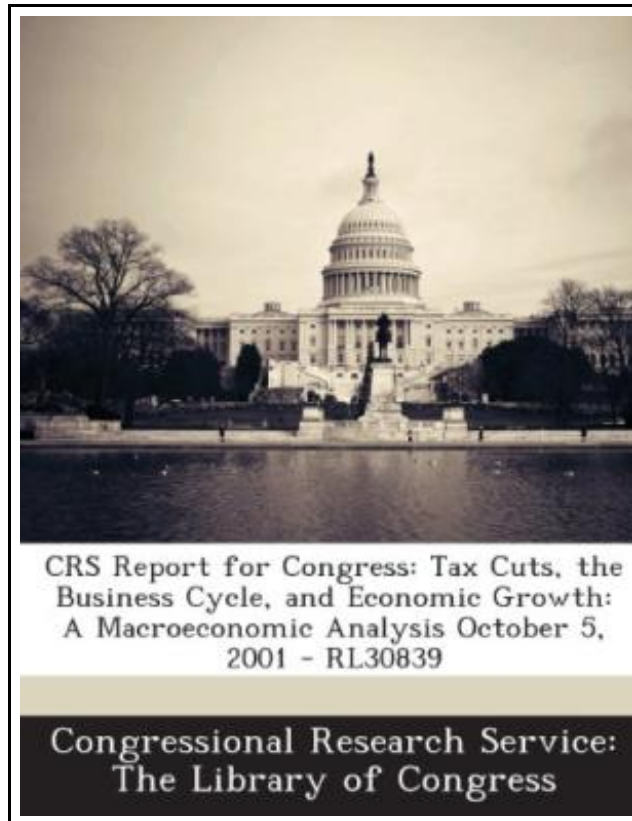 CRS Report for Congress: Tax Cuts, the
Business Cycle, and Economic Growth:
A Macroeconomic Analysis October 5,
2001 - RL30839
Congressional Research Service:
The Library of Congress